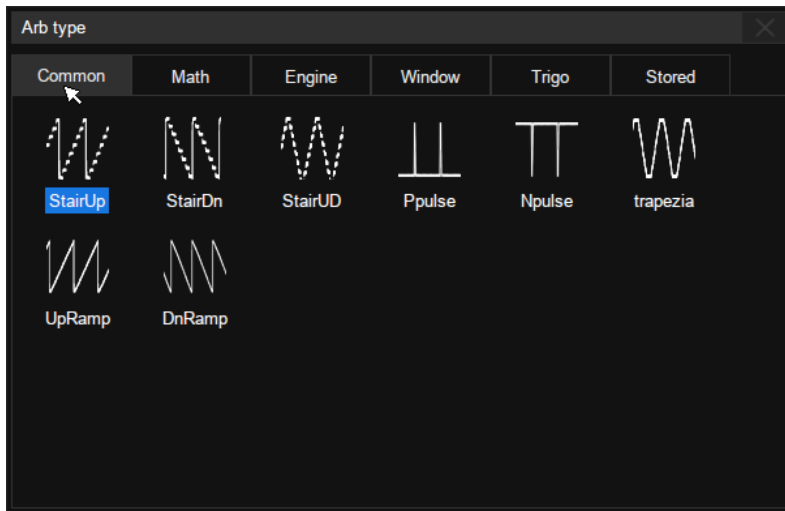 Arb type
Common Math Engine Window Trigo Stored
StairUp StairDn StairUD Ppulse Npulse trapezia
UpRamp DnRamp